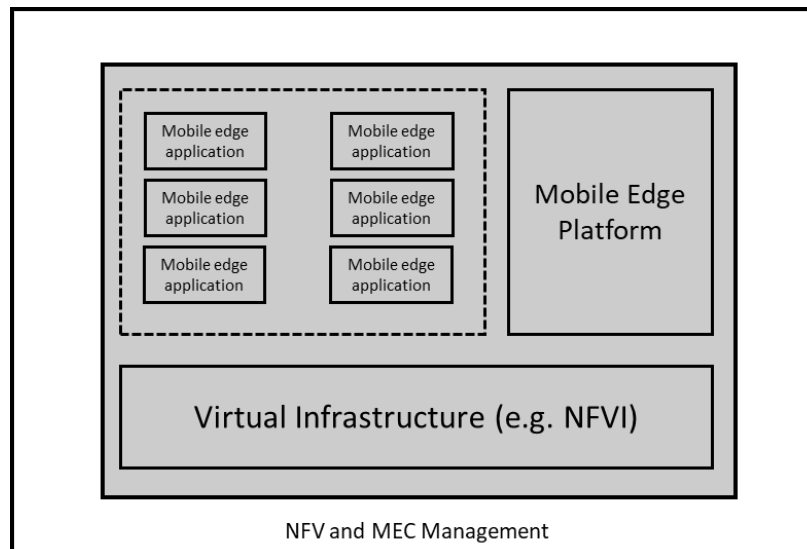 Mobile edge
application
Mobile edge
application
Mobile edge
application
Mobile edge
application
Mobile edge
application
Mobile edge
application
Mobile Edge
Platform
Virtual Infrastructure (e.g. NFVI)
NFV and MEC Management